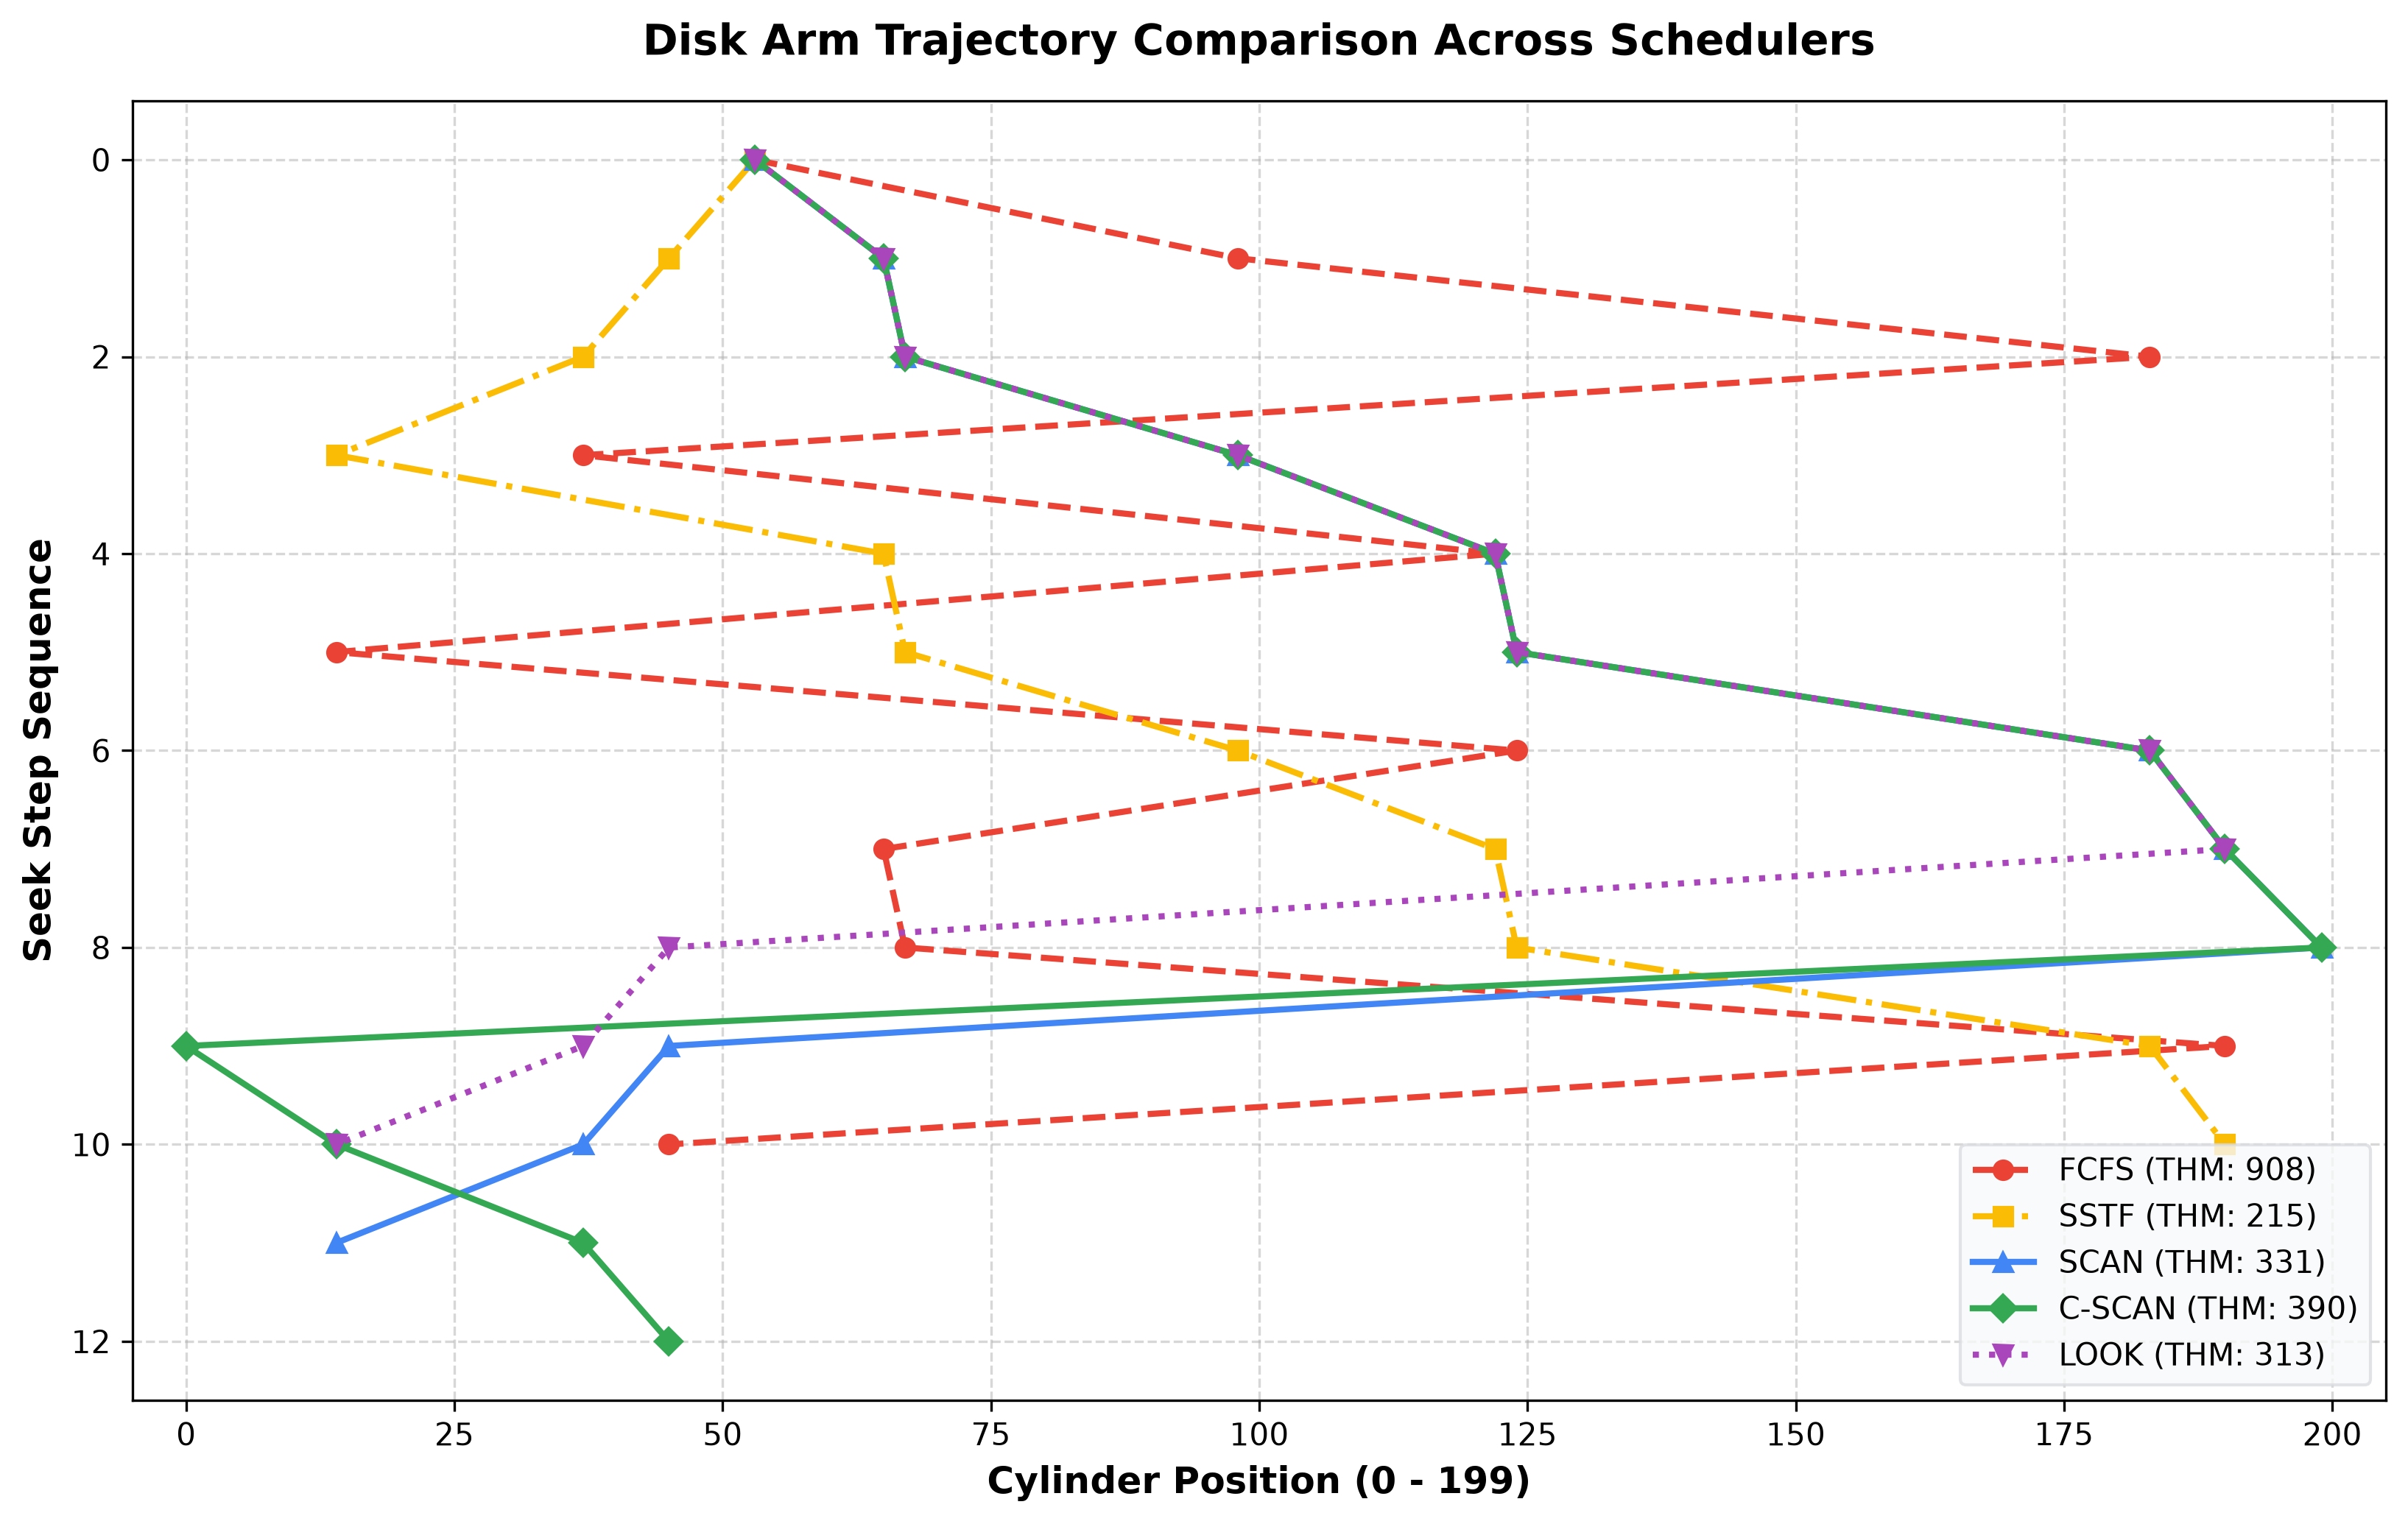 Disk Arm Trajectory Comparison Across Schedulers
Seek Step Sequence
0
2
4
6
8
10
12
FCFS (THM: 908)
SSTF (THM: 215)
SCAN (THM: 331)
C-SCAN (THM: 390)
LOOK (THM: 313)
0 25 50 75 100 125 150 175 200
Cylinder Position (0 - 199)